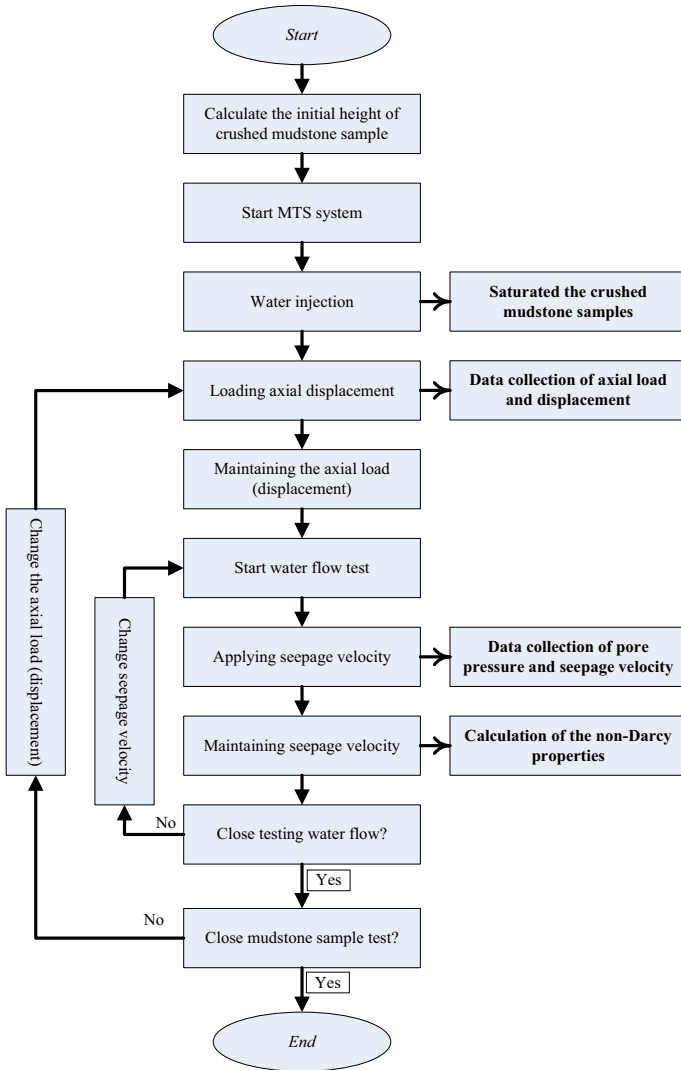 Start
Calculate the initial height of
crushed mudstone sample
Start MTS system
Water injection
Saturated the crushed
mudstone samples
Loading axial displacement
Data collection of axial load
and displacement
Maintaining the axial load
(displacement)
Change the axial load (displacement)
Start water flow test
Change seepage velocity
Applying seepage velocity
Data collection of pore
pressure and seepage velocity
Maintaining seepage velocity
Calculation of the non-Darcy
properties
No
Close testing water flow?
Yes
No
Close mudstone sample test?
Yes
End